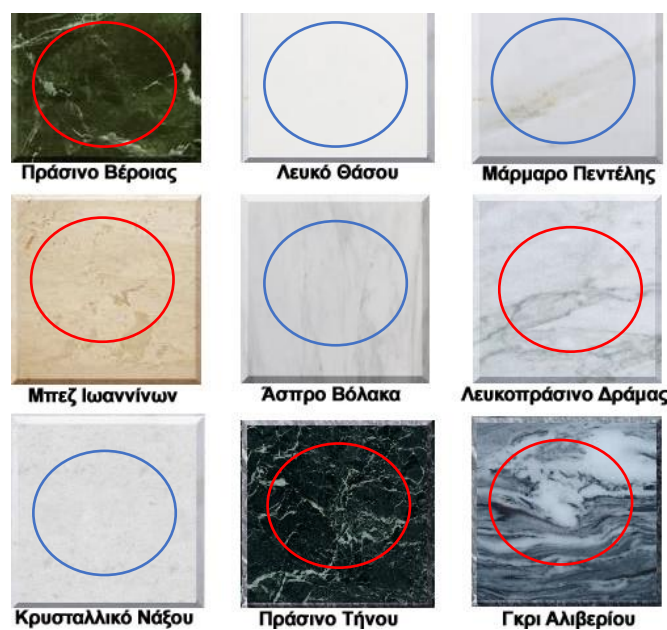 Πράσινο Βέροιας
Λευκό Θάσου
Μάρμαρο Πεντέλης
Μπεζ Ιωαννίνων
Άσπρο Βόλακα
Λευκοπράσινο Δράμας
Κρυσταλλικό Νάξου
Πράσινο Τήνου
Γκρι Αλιβερίου